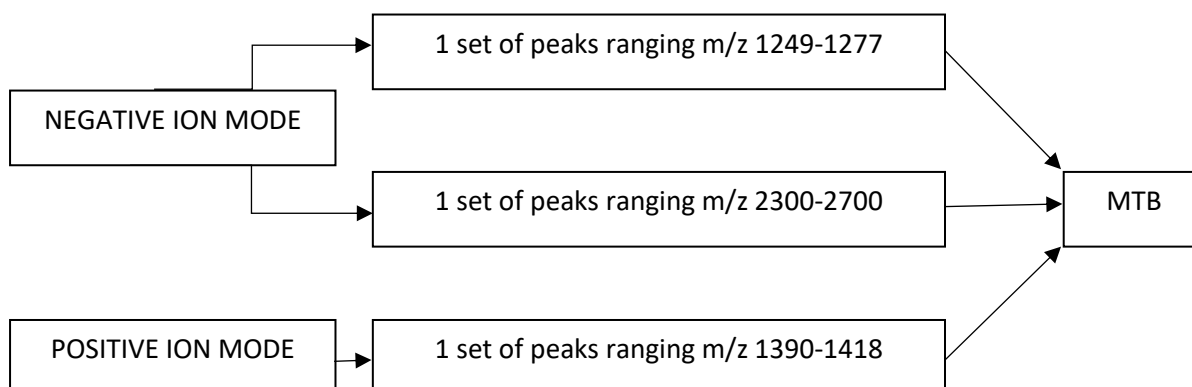 1 set of peaks ranging m/z 1249-1277
NEGATIVE ION MODE
1 set of peaks ranging m/z 2300-2700
MTB
POSITIVE ION MODE
1 set of peaks ranging m/z 1390-1418